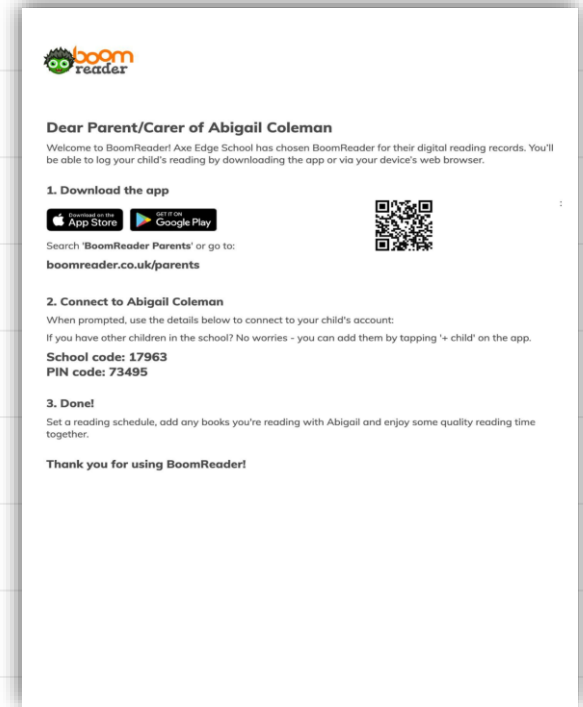 boom
reader
Dear Parent/Carer of Abigail Coleman
Welcome to BoomReader! Axe Edge School has chosen BoomReader for their digital reading records. You'll
be able to log your child's reading by downloading the app or via your device's web browser.
1. Download the app
Download on the
App Store
GET IT ON
Google Play
Search 'BoomReader Parents' or go to:
boomreader.co.uk/parents
:
2. Connect to Abigail Coleman
When prompted, use the details below to connect to your child's account:
If you have other children in the school? No worries - you can add them by tapping '+ child' on the app.
School code: 17963
PIN code: 73495
3. Done!
Set a reading schedule, add any books you're reading with Abigail and enjoy some quality reading time
together.
Thank you for using BoomReader!